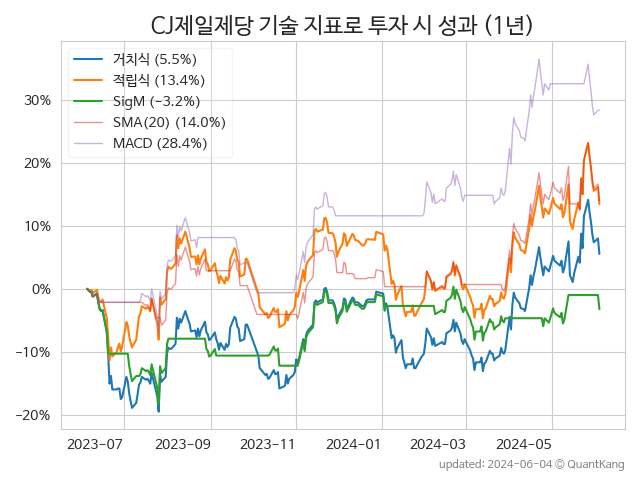 CJ제일제당 기술 지표로 투자 시 성과 (1년)
거치식 (5.5%)
적립식 (13.4%)
SigM (−3.2%)
SMA(20) (14.0%)
MACD (28.4%)
30%
20%
10%
0%
−10%
−20%
2023-07 2023-09 2023-11 2024-01 2024-03 2024-05
updated: 2024-06-04 ⓒ QuantKang